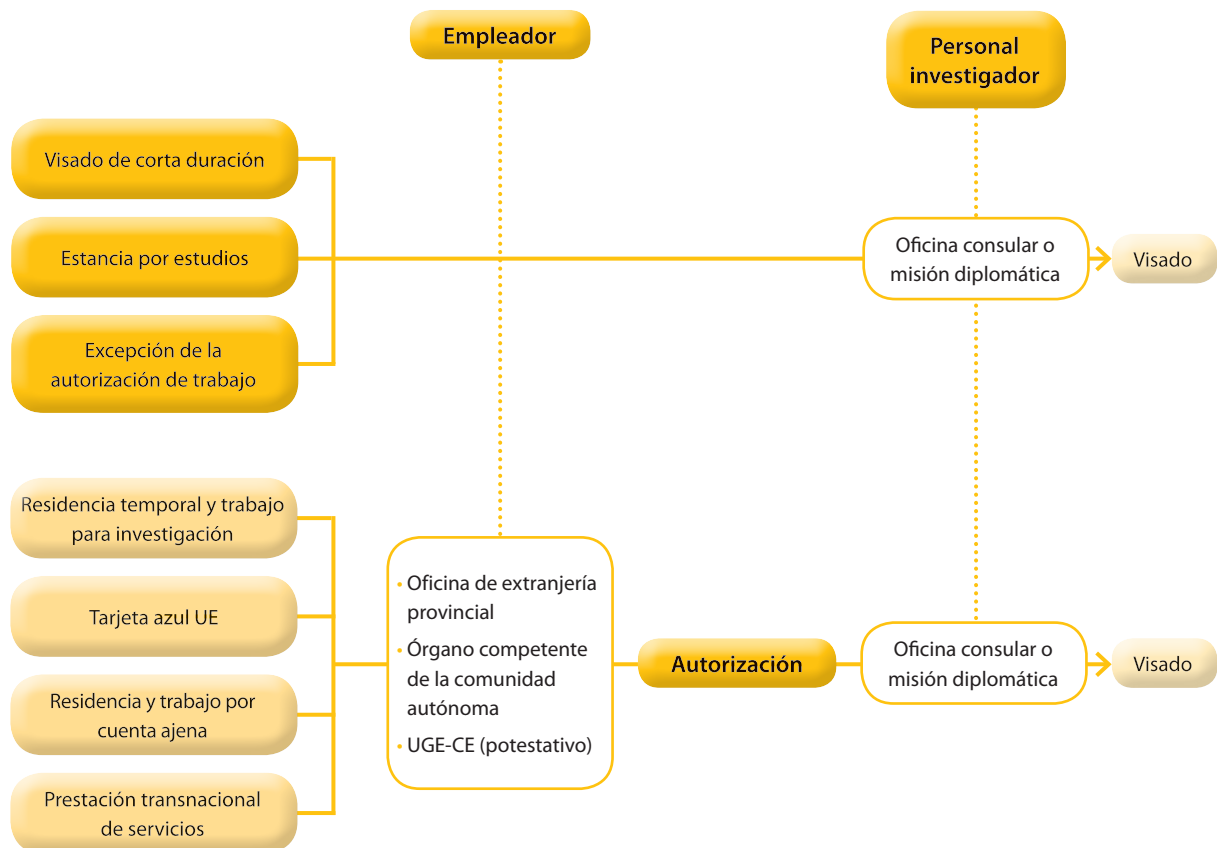 Empleador
Personal
investigador
Visado de corta duración
Estancia por estudios
Excepción de la
autorización de trabajo
Oficina consular o
misión diplomática
Visado
Residencia temporal y trabajo
para investigación
Tarjeta azul UE
Residencia y trabajo por
cuenta ajena
Prestación transnacional
de servicios
• Oficina de extranjería
provincial
• Órgano competente
de la comunidad
autónoma
• UGE-CE (potestativo)
Autorización
Oficina consular o
misión diplomática
Visado